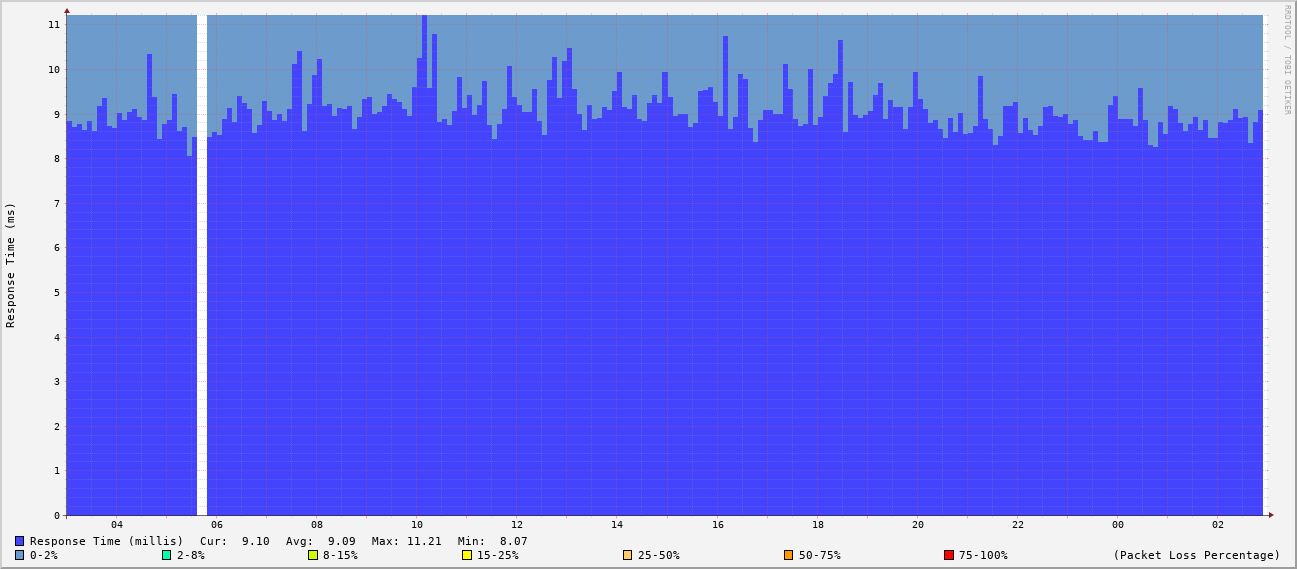 RRDTOOL / TOBI OETIKER
Response Time (ms)
11
10
9
8
7
6
5
4
3
2
1
0
04 06 08 10 12 14 16 18 20 22 00 02
Response Time (millis) Cur: 9.10 Avg: 9.09 Max: 11.21 Min: 8.07
0-2% 2-8% 8-15% 15-25% 25-50% 50-75% 75-100% (Packet Loss Percentage)